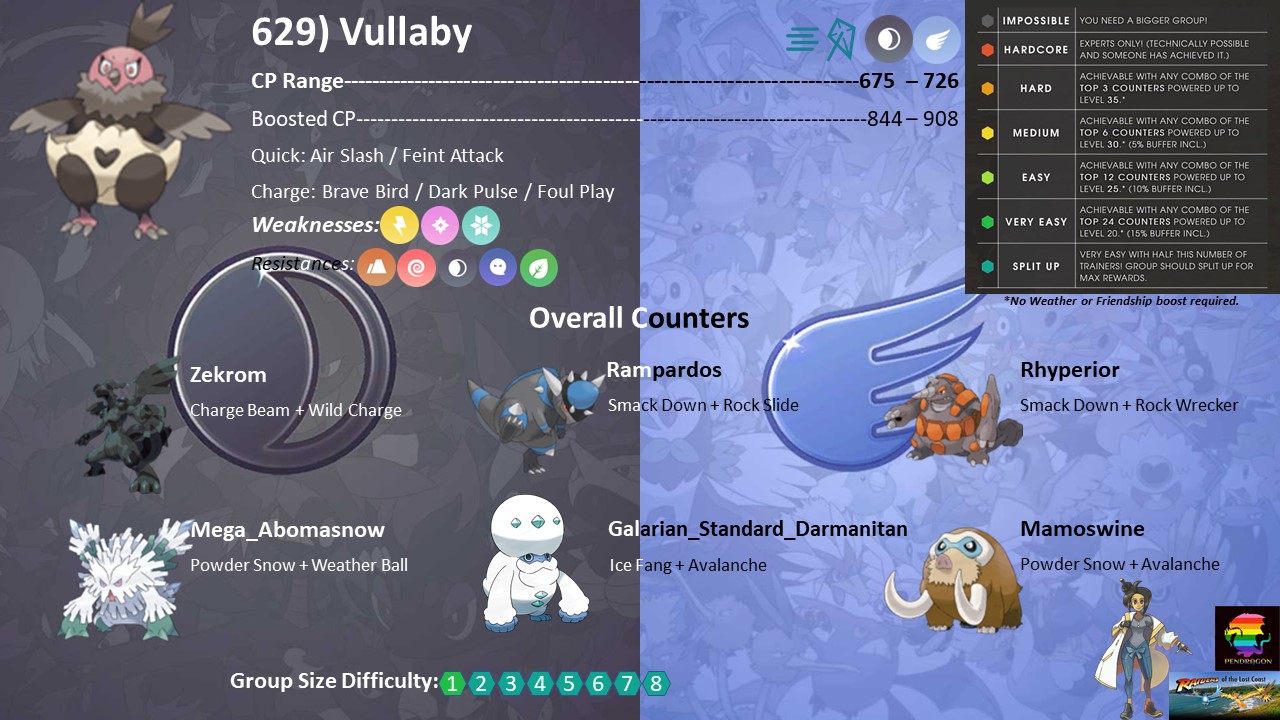 629) Vullaby
CP Range------------------------------------------------------------------------675 – 726
Boosted CP------------------------------------------------------------------------844 – 908
Quick: Air Slash / Feint Attack
Charge: Brave Bird / Dark Pulse / Foul Play
Weaknesses:
Resistances:
IMPOSSIBLE YOU NEED A BIGGER GROUP!
HARDCORE EXPERTS ONLY! (TECHNICALLY POSSIBLE
AND SOMEONE HAS ACHIEVED IT.)
HARD ACHIEVABLE WITH ANY COMBO OF THE
TOP 3 COUNTERS POWERED UP TO
LEVEL 35.*
MEDIUM ACHIEVABLE WITH ANY COMBO OF THE
TOP 6 COUNTERS POWERED UP TO
LEVEL 30.* (5% BUFFER INCL.)
EASY ACHIEVABLE WITH ANY COMBO OF THE
TOP 12 COUNTERS POWERED UP TO
LEVEL 25.* (10% BUFFER INCL.)
VERY EASY ACHIEVABLE WITH ANY COMBO OF THE
TOP 24 COUNTERS POWERED UP TO
LEVEL 20.* (15% BUFFER INCL.)
SPLIT UP VERY EASY WITH HALF THIS NUMBER OF
TRAINERS! GROUP SHOULD SPLIT UP FOR
MAX REWARDS.
*No Weather or Friendship boost required.
Overall Counters
Zekrom
Charge Beam + Wild Charge
Rampardos
Smack Down + Rock Slide
Rhyperior
Smack Down + Rock Wrecker
Mega_Abomasnow
Powder Snow + Weather Ball
Galarian_Standard_Darmanitan
Ice Fang + Avalanche
Mamoswine
Powder Snow + Avalanche
Group Size Difficulty: 1 2 3 4 5 6 7 8
PENDRAGON
RAIDERS of the Lost Coast